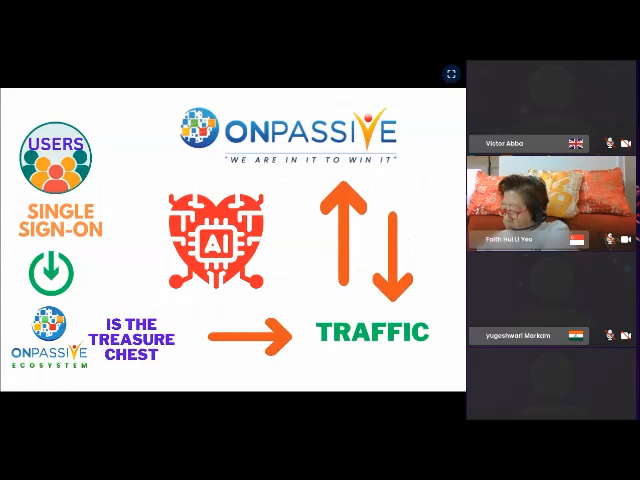 USERS
SINGLE
SIGN-ON
ONPASSIVE
ECOSYSTEM
IS THE
TREASURE
CHEST
ONPASSIVE
"WE ARE IN IT TO WIN IT"
AI
TRAFFIC
Victor Abba
Faith Hui Li Yeo
yugeshwari Markam